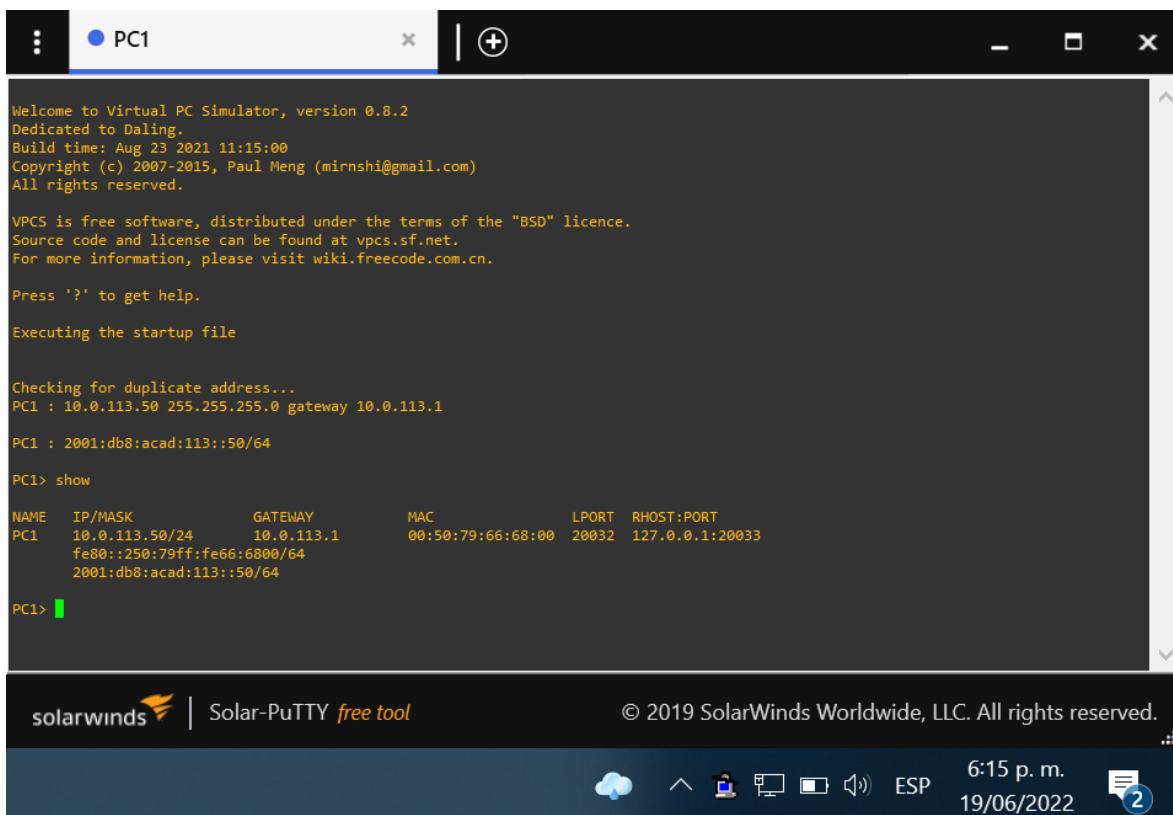 PC1
Welcome to Virtual PC Simulator, version 0.8.2
Dedicated to Daling.
Build time: Aug 23 2021 11:15:00
Copyright (c) 2007-2015, Paul Meng (mirnshi@gmail.com)
All rights reserved.
VPCS is free software, distributed under the terms of the "BSD" licence.
Source code and license can be found at vpcs.sf.net.
For more information, please visit wiki.freecode.com.cn.
Press '?' to get help.
Executing the startup file
Checking for duplicate address...
PC1 : 10.0.113.50 255.255.255.0 gateway 10.0.113.1
PC1 : 2001:db8:acad:113::50/64
PC1> show
NAME IP/MASK GATEWAY MAC LPORT RHOST:PORT
PC1 10.0.113.50/24 10.0.113.1 00:50:79:66:68:00 20032 127.0.0.1:20033
fe80::250:79ff:fe66:6800/64
2001:db8:acad:113::50/64
PC1>
solarwinds | Solar-PuTTY free tool © 2019 SolarWinds Worldwide, LLC. All rights reserved.
ESP 6:15 p. m.
19/06/2022 2